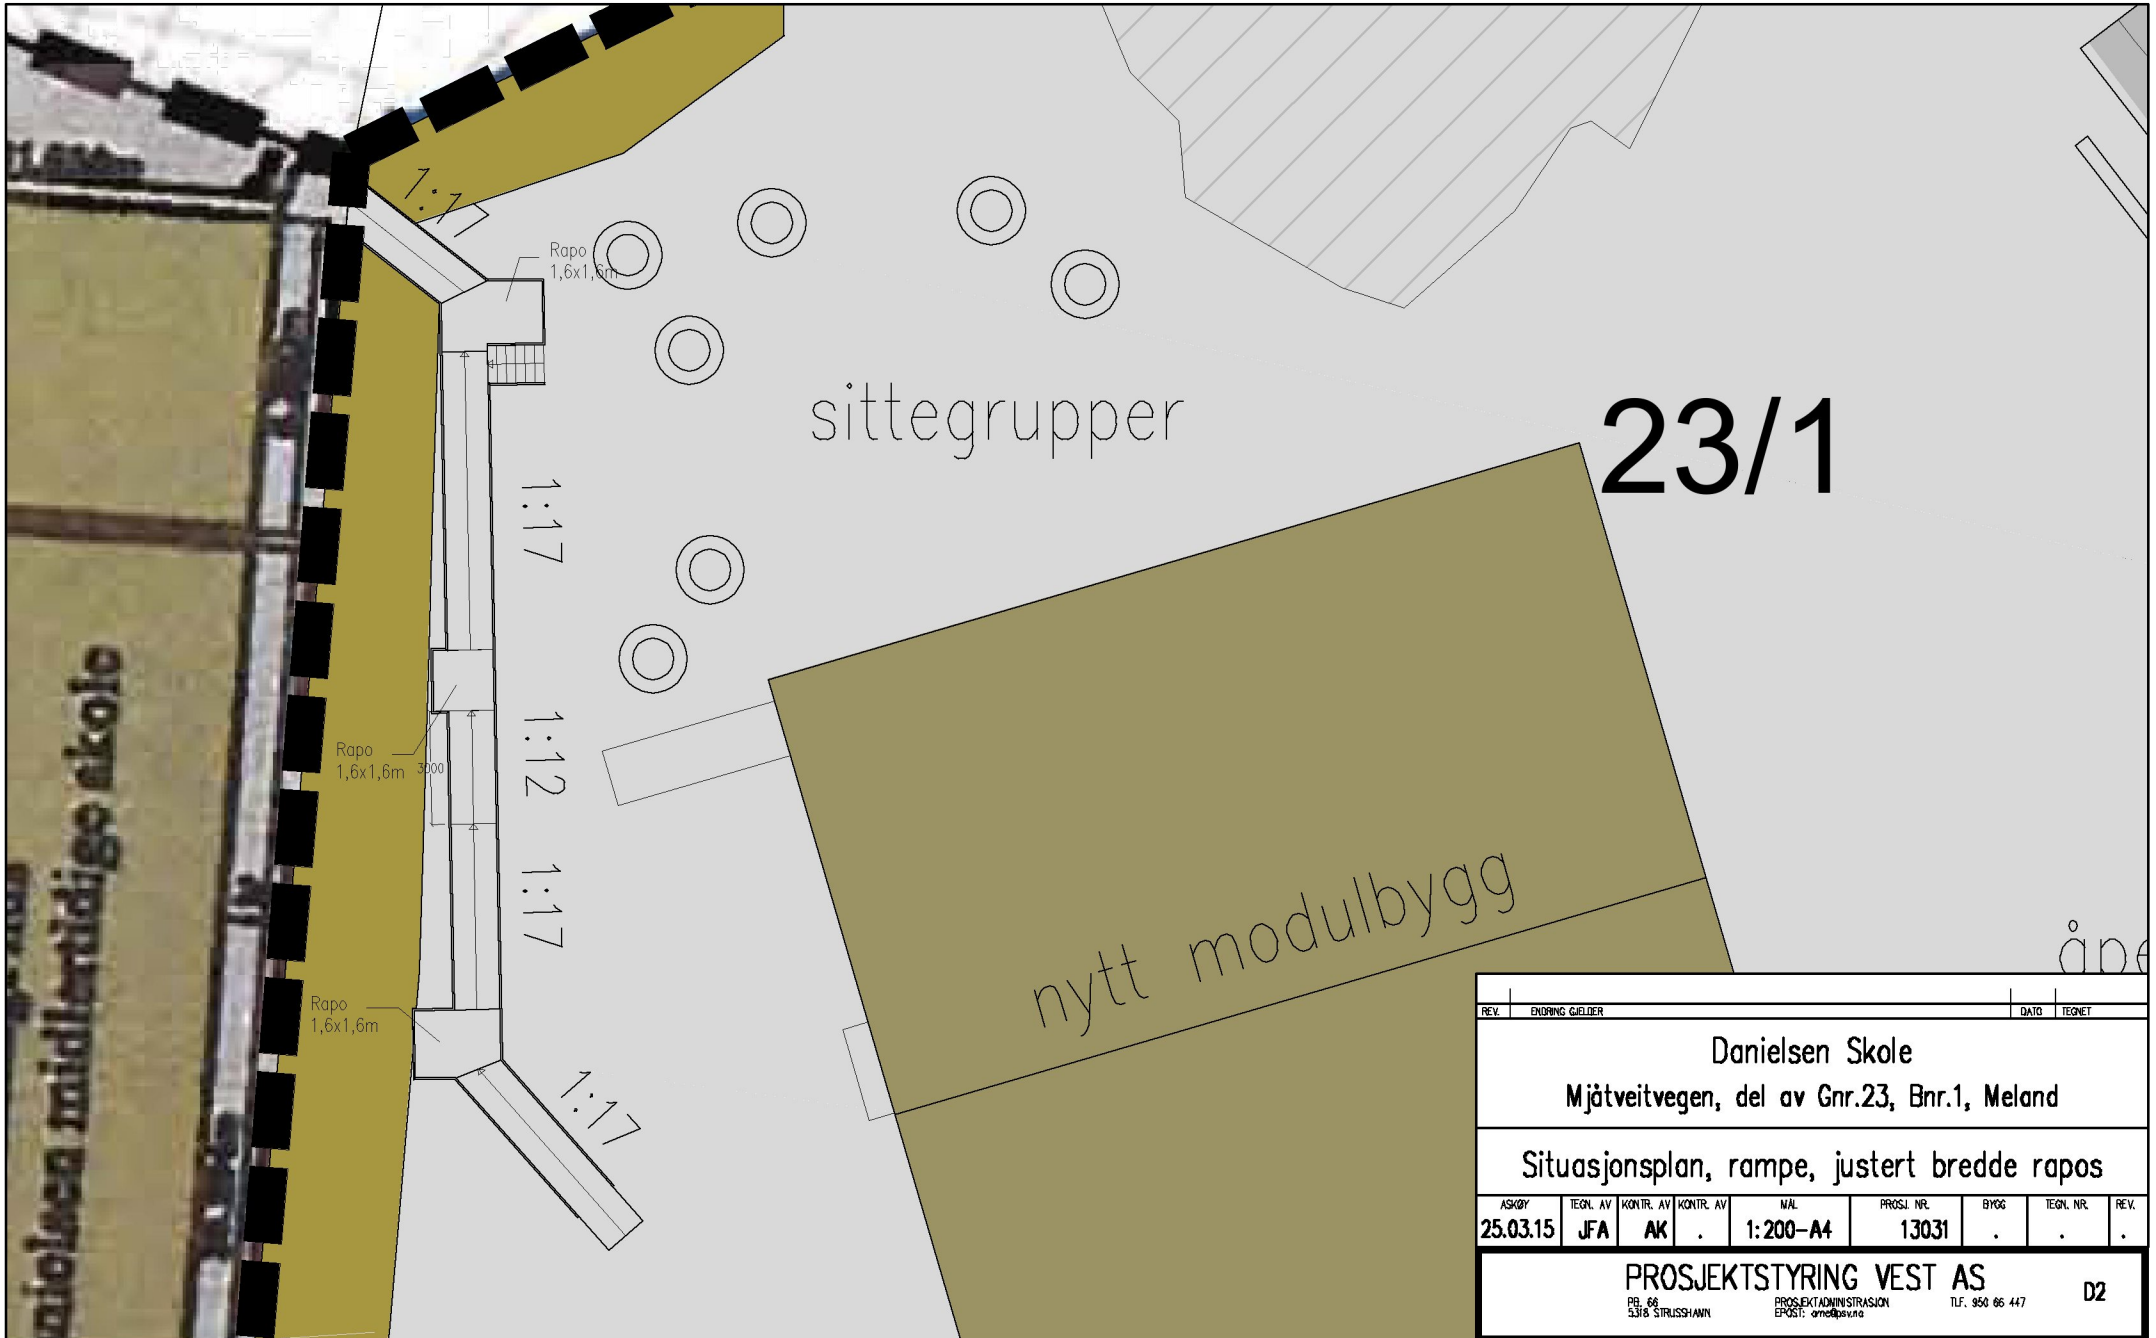 1:1
Rapo
1,6x1,6m
sittegrupper
23/1
1:17
Rapo
1,6x1,6m
3000
1:12
1:17
nytt modulbygg
Rapo
1,6x1,6m
1:17
REV.
ENDRING GJELDER
DATO
TEGNET
Danielsen Skole
Mjåtveitvegen, del av Gnr.23, Bnr.1, Meland
Situasjonsplan, rampe, justert bredde rapos
ASKØY
TEGN. AV
KONTR. AV
KONTR. AV
MÅL
PROSJ. NR.
BYGG
TEGN. NR.
REV.
25.03.15
JFA
AK
.
1:200-A4
13031
.
.
.
PROSJEKTSTYRING VEST AS
D2
PB. 66
5318 STRUSSHAMN
PROSJEKTADMINISTRASJON
EPOST: arne@psv.no
TLF. 950 66 447